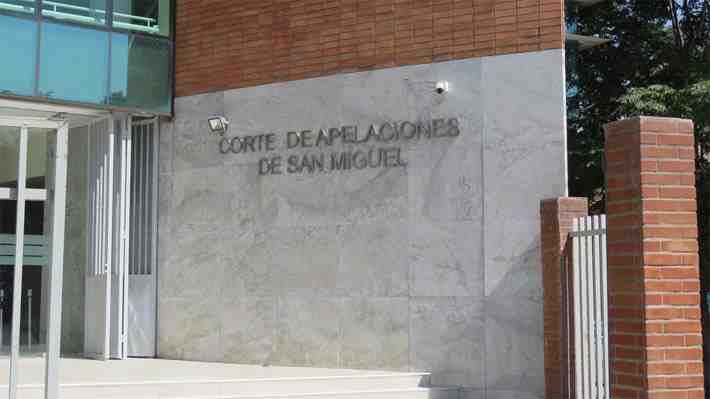 CORTE DE APELACIONES
DE SAN MIGUEL